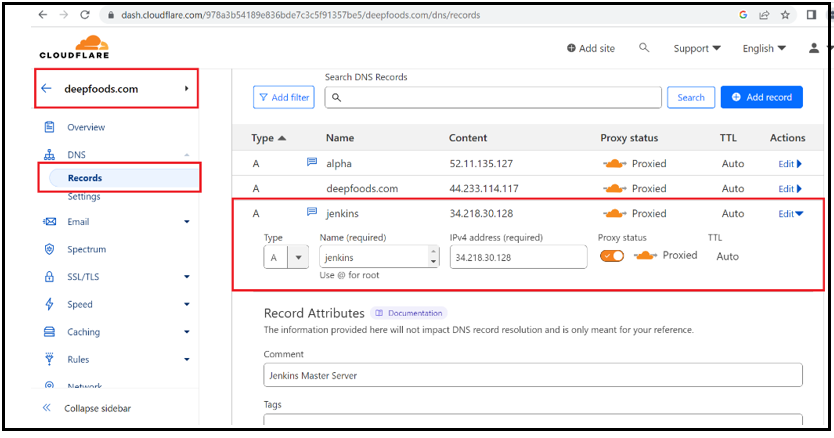 dash.cloudflare.com/978a3b54189e836bde7c3c5f91357be5/deepfoods.com/dns/records
CLOUDFLARE
Add site
Support
English
deepfoods.com
Overview
DNS
Records
Settings
Email
Spectrum
SSL/TLS
Speed
Caching
Rules
Network
Collapse sidebar
Search DNS Records
Add filter
Search
Add record
Type Name Content Proxy status TTL Actions
A alpha 52.11.135.127 Proxied Auto Edit
A deepfoods.com 44.233.114.117 Proxied Auto Edit
A jenkins 34.218.30.128 Proxied Auto Edit
Type Name (required) IPv4 address (required) Proxy status TTL
A jenkins 34.218.30.128 Proxied Auto
Use @ for root
Record Attributes Documentation
The information provided here will not impact DNS record resolution and is only meant for your reference.
Comment
Jenkins Master Server
Tags